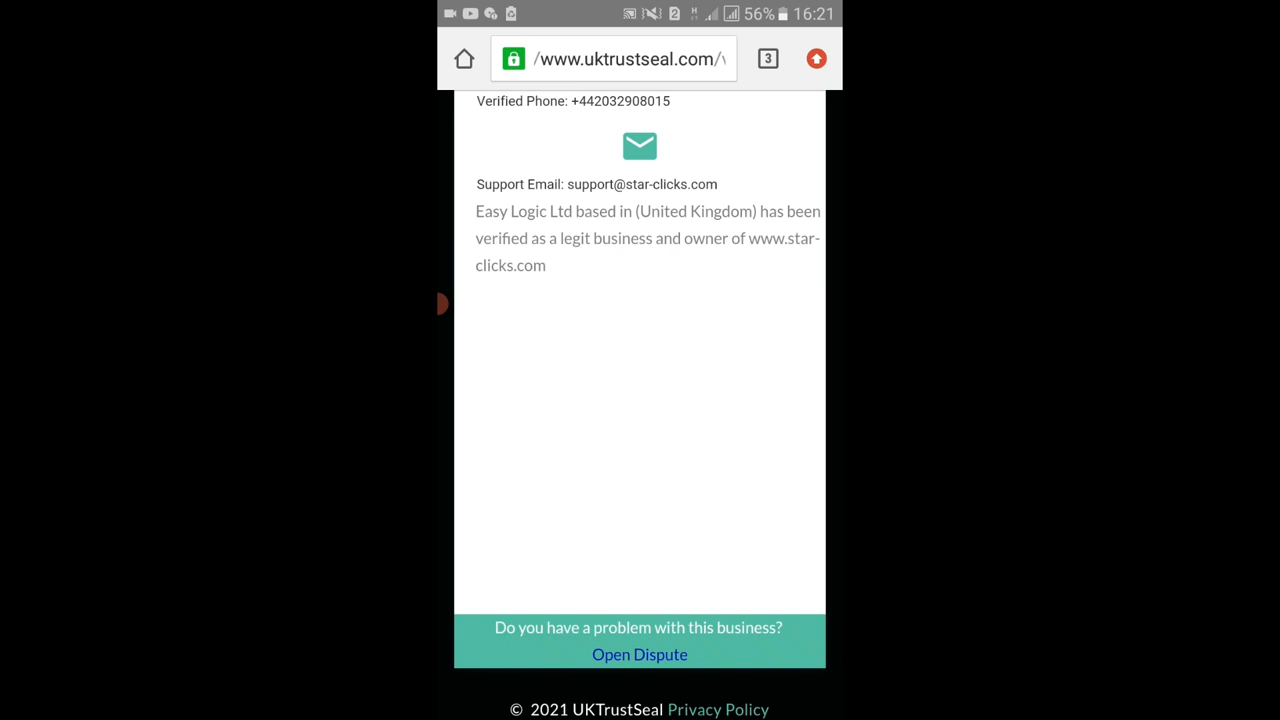 56% 16:21
/www.uktrustseal.com/
3
Verified Phone: +442032908015
Support Email: support@star-clicks.com
Easy Logic Ltd based in (United Kingdom) has been
verified as a legit business and owner of www.star-
clicks.com
Do you have a problem with this business?
Open Dispute
© 2021 UKTrustSeal Privacy Policy